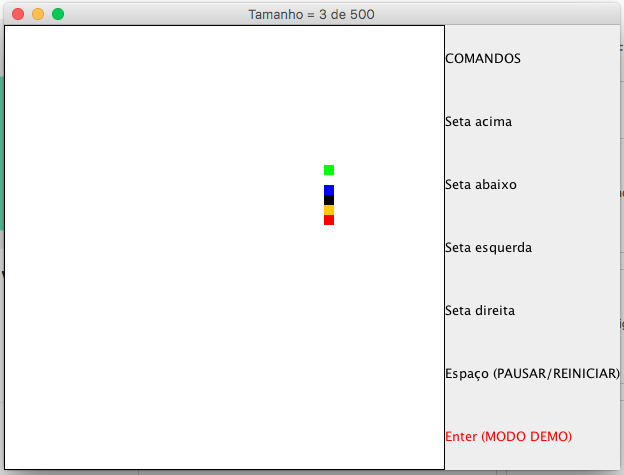 Tamanho = 3 de 500
COMANDOS
Seta acima
Seta abaixo
Seta esquerda
Seta direita
Espaço (PAUSAR/REINICIAR)
Enter (MODO DEMO)